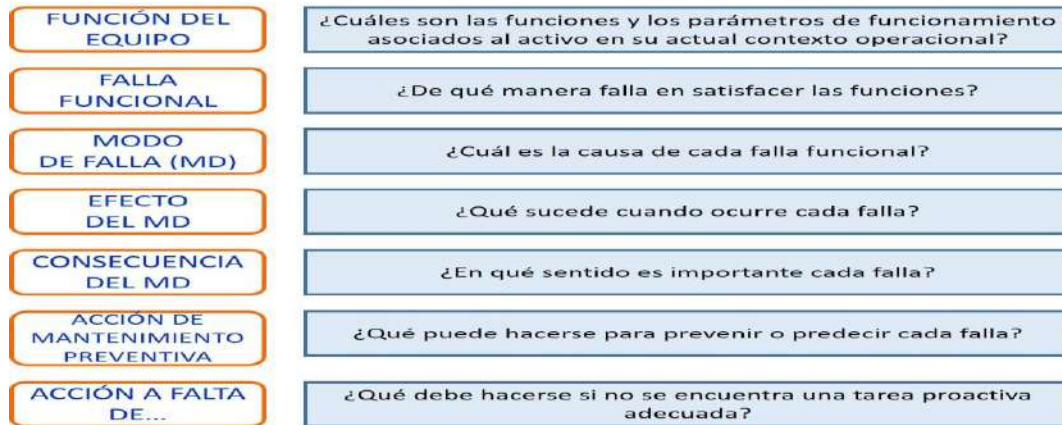 FUNCIÓN DEL
EQUIPO
¿Cuáles son las funciones y los parámetros de funcionamiento
asociados al activo en su actual contexto operacional?
FALLA
FUNCIONAL
¿De qué manera falla en satisfacer las funciones?
MODO
DE FALLA (MD)
¿Cuál es la causa de cada falla funcional?
EFECTO
DEL MD
¿Qué sucede cuando ocurre cada falla?
CONSECUENCIA
DEL MD
¿En qué sentido es importante cada falla?
ACCIÓN DE
MANTENIMIENTO
PREVENTIVA
¿Qué puede hacerse para prevenir o predecir cada falla?
ACCIÓN A FALTA
DE...
¿Qué debe hacerse si no se encuentra una tarea proactiva
adecuada?